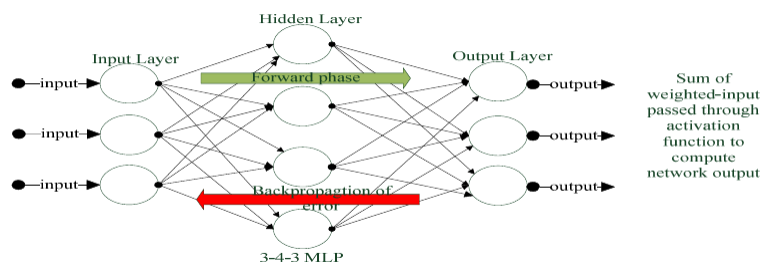 Hidden Layer
Input Layer
Output Layer
Forward phase
input
input
input
output
output
output
Backpropagtion of
error
3-4-3 MLP
Sum of
weighted-input
passed through
activation
function to
compute
network output